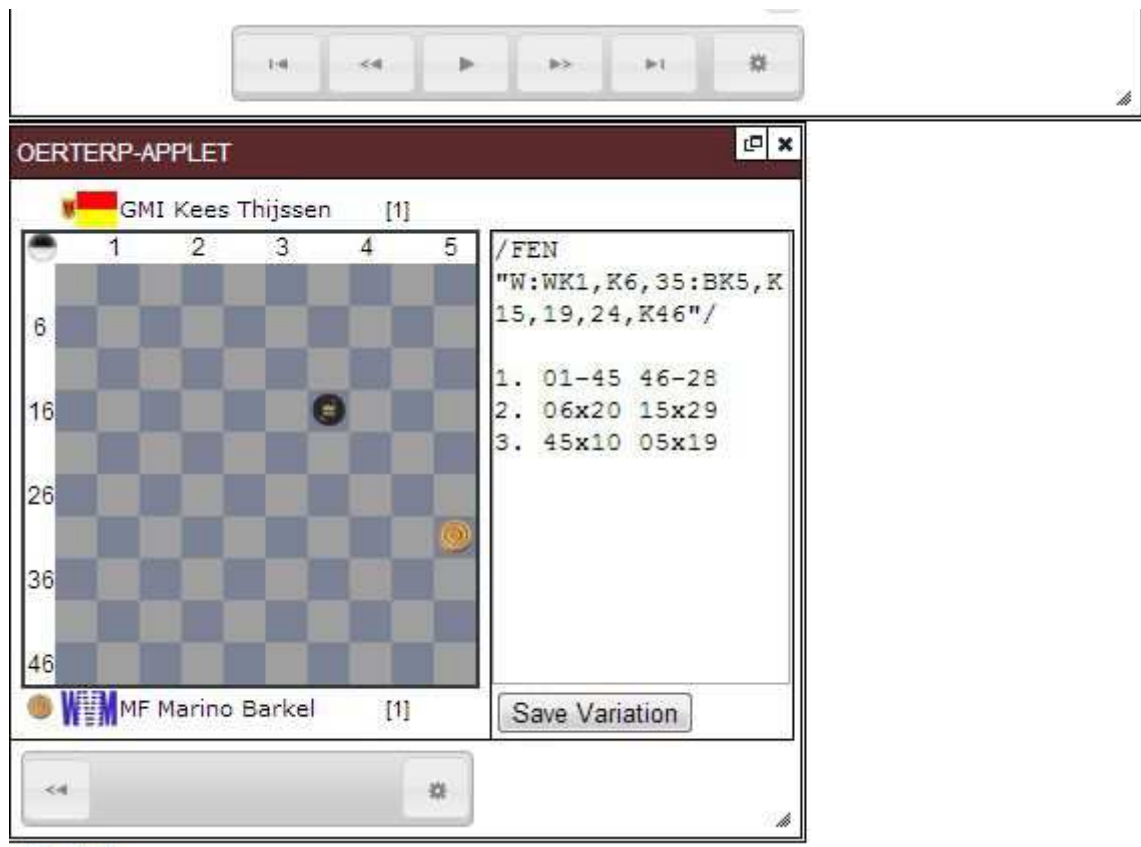 OERTERP-APPLET
GMI Kees Thijssen [1]
1 2 3 4 5
6
16
26
36
46
WM MF Marino Barkel [1]
/FEN
"W:WK1,K6,35:BK5,K
15,19,24,K46"/
1. 01-45 46-28
2. 06x20 15x29
3. 45x10 05x19
Save Variation